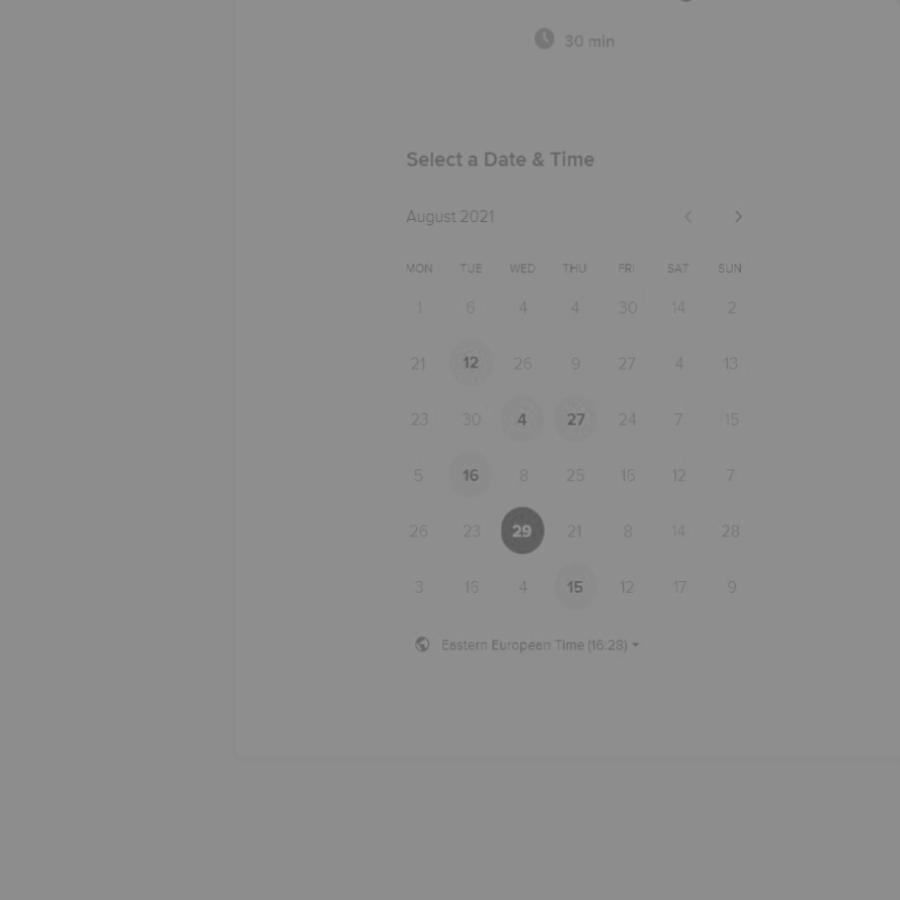 30 min
Select a Date & Time
August 2021
MON TUE WED THU FRI SAT SUN
1 6 4 4 30 14 2
21 12 26 9 27 4 13
23 30 4 27 24 7 15
5 16 8 25 16 12 7
26 23 29 21 8 14 28
3 16 4 15 12 17 9
Eastern European Time (16:28)